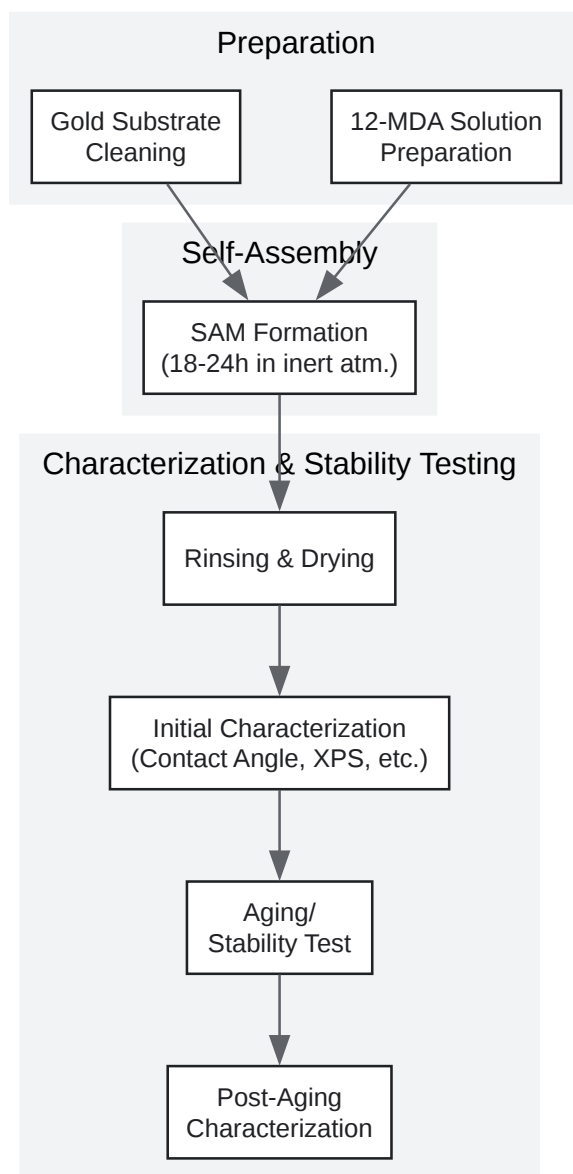 Preparation
Gold Substrate
Cleaning
12-MDA Solution
Preparation
Self-Assembly
SAM Formation
(18-24h in inert atm.)
Characterization & Stability Testing
Rinsing & Drying
Initial Characterization
(Contact Angle, XPS, etc.)
Aging/
Stability Test
Post-Aging
Characterization